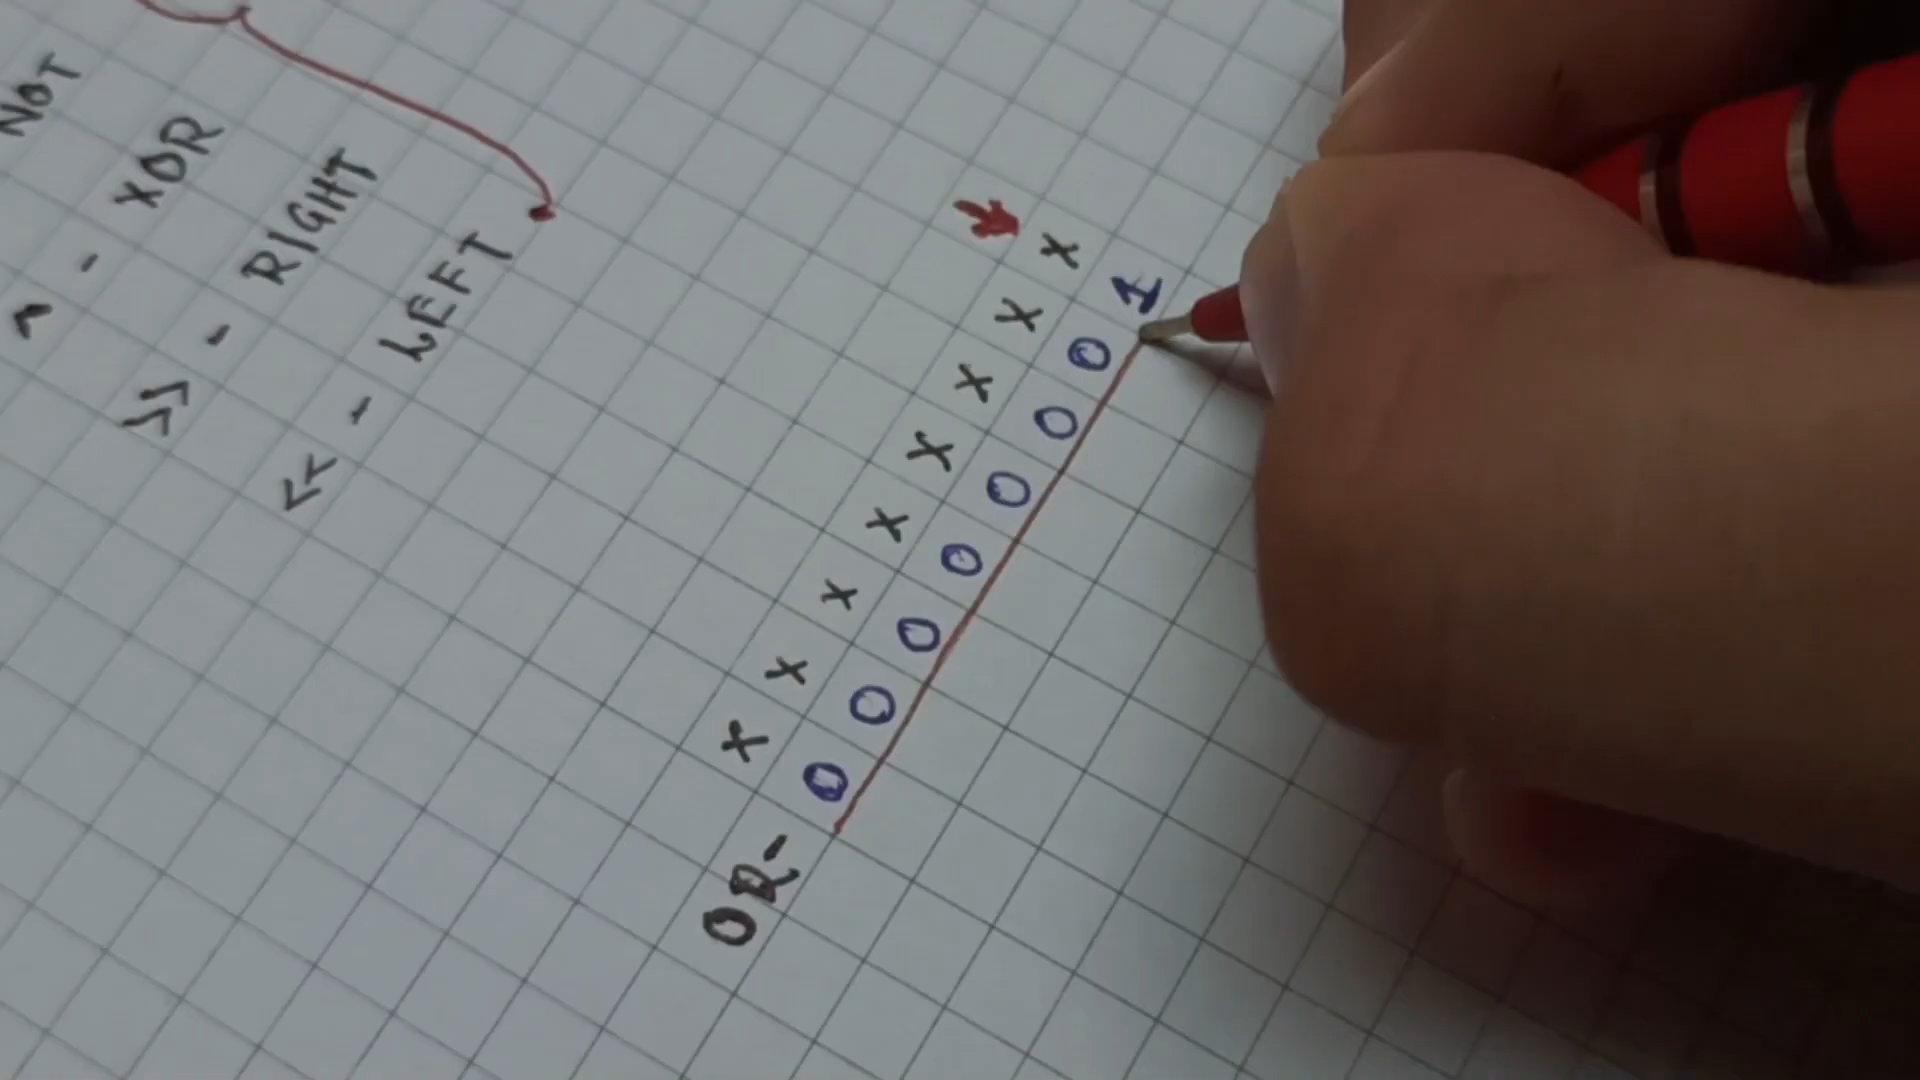 NOT
^ - XOR
>> - RIGHT
<< - LEFT
OR- x x x x x x x x
0 0 0 0 0 0 0 1